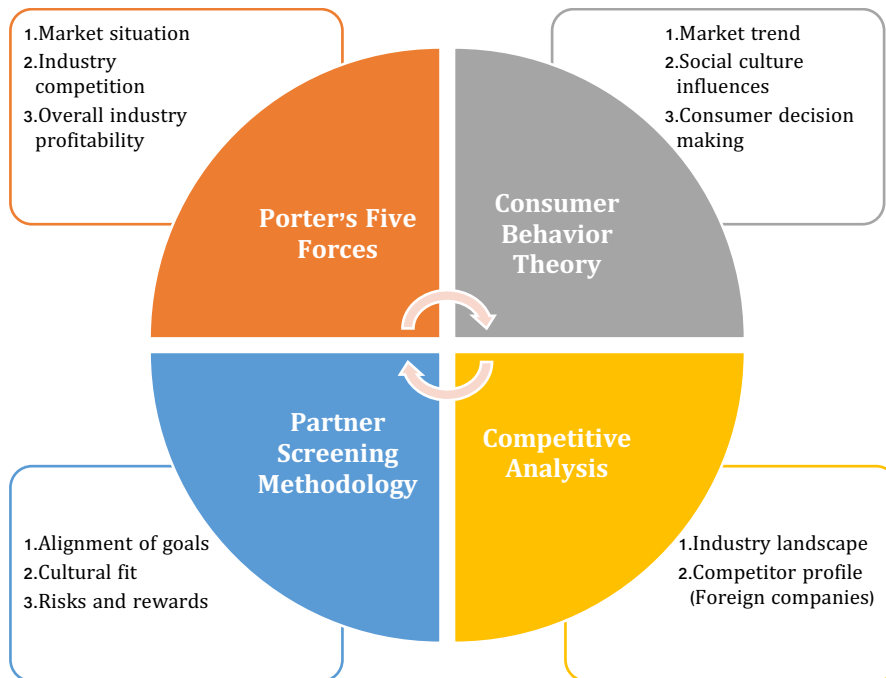 1.Market situation
2.Industry
competition
3.Overall industry
profitability
1.Market trend
2.Social culture
influences
3.Consumer decision
making
Porter’s Five
Forces
Consumer
Behavior
Theory
Partner
Screening
Methodology
Competitive
Analysis
1.Alignment of goals
2.Cultural fit
3.Risks and rewards
1.Industry landscape
2.Competitor profile
(Foreign companies)